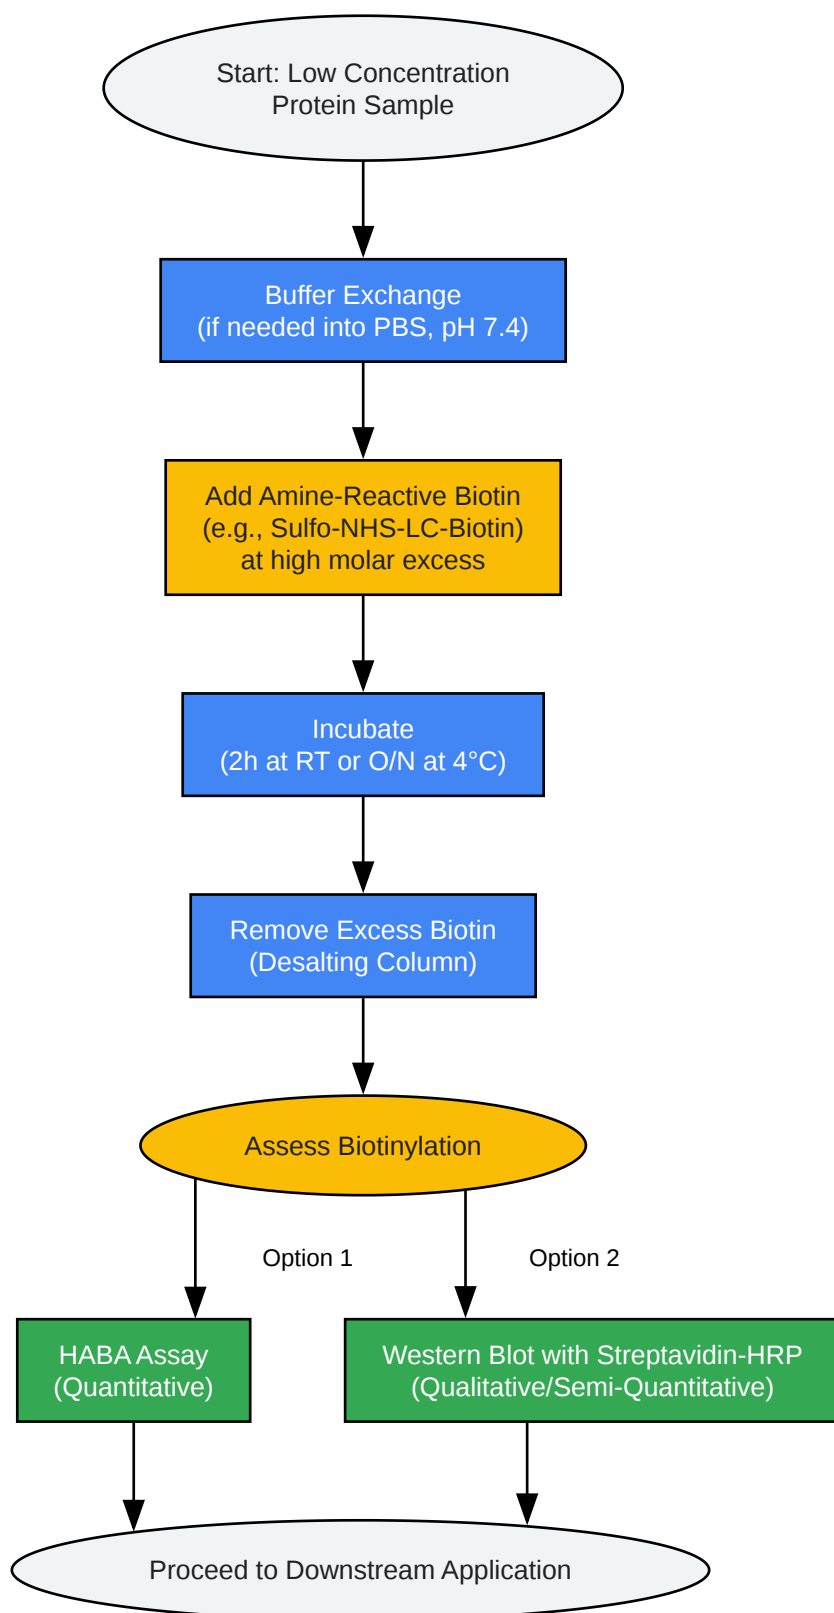 Start: Low Concentration
Protein Sample
Buffer Exchange
(if needed into PBS, pH 7.4)
Add Amine-Reactive Biotin
(e.g., Sulfo-NHS-LC-Biotin)
at high molar excess
Incubate
(2h at RT or O/N at 4°C)
Remove Excess Biotin
(Desalting Column)
Assess Biotinylation
Option 1
Option 2
HABA Assay
(Quantitative)
Western Blot with Streptavidin-HRP
(Qualitative/Semi-Quantitative)
Proceed to Downstream Application